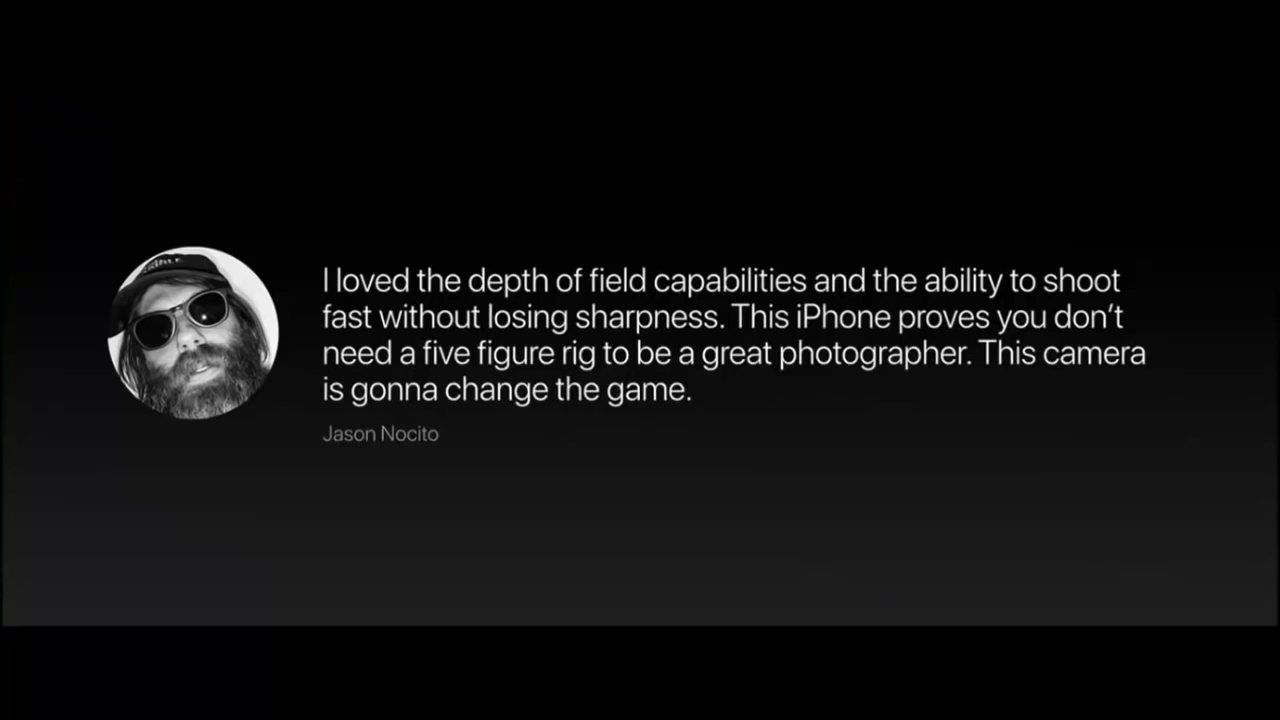 I loved the depth of field capabilities and the ability to shoot
fast without losing sharpness. This iPhone proves you don’t
need a five figure rig to be a great photographer. This camera
is gonna change the game.
Jason Nocito